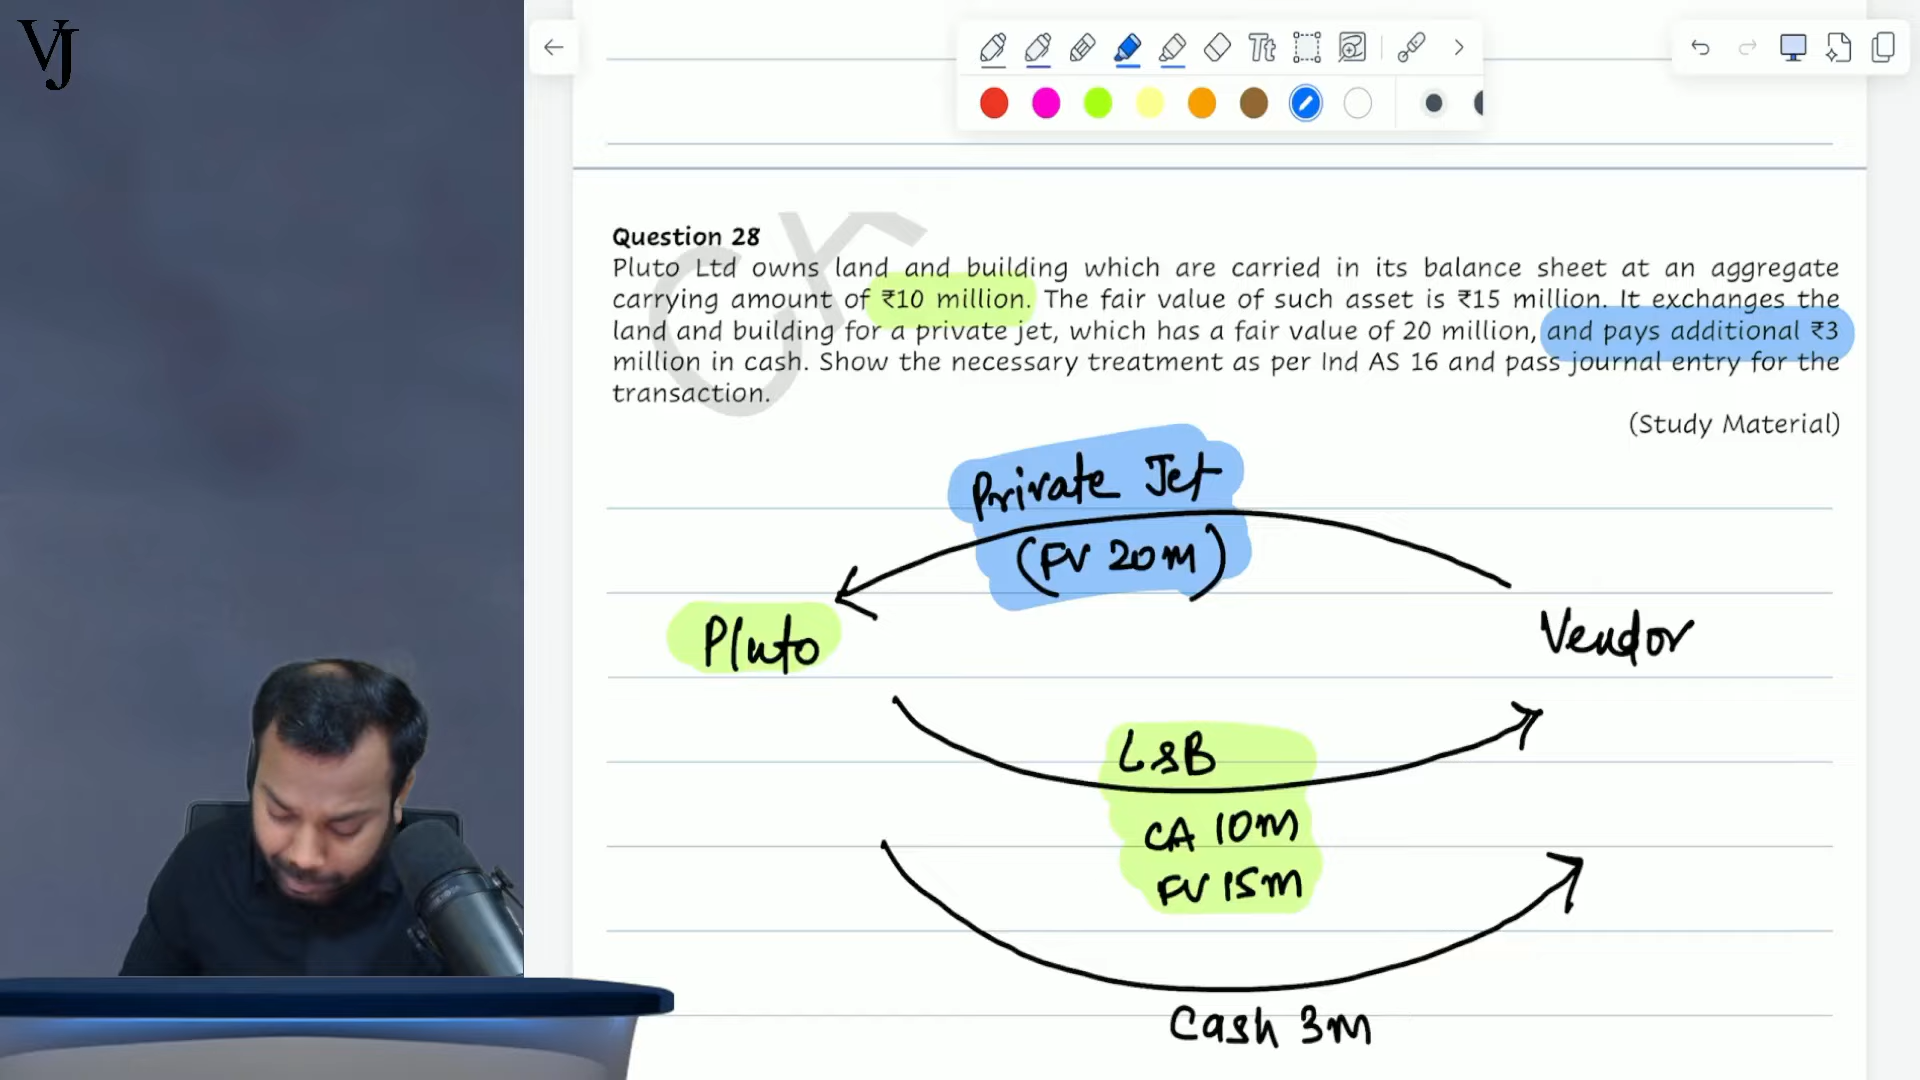 VJ
Tt
Question 28
Pluto Ltd owns land and building which are carried in its balance sheet at an aggregate
carrying amount of ₹10 million. The fair value of such asset is ₹15 million. It exchanges the
land and building for a private jet, which has a fair value of 20 million, and pays additional ₹3
million in cash. Show the necessary treatment as per Ind AS 16 and pass journal entry for the
transaction.
(Study Material)
Private Jet
(FV 20M)
Pluto
Vendor
L&B
CA 10M
FV 15M
Cash 3M